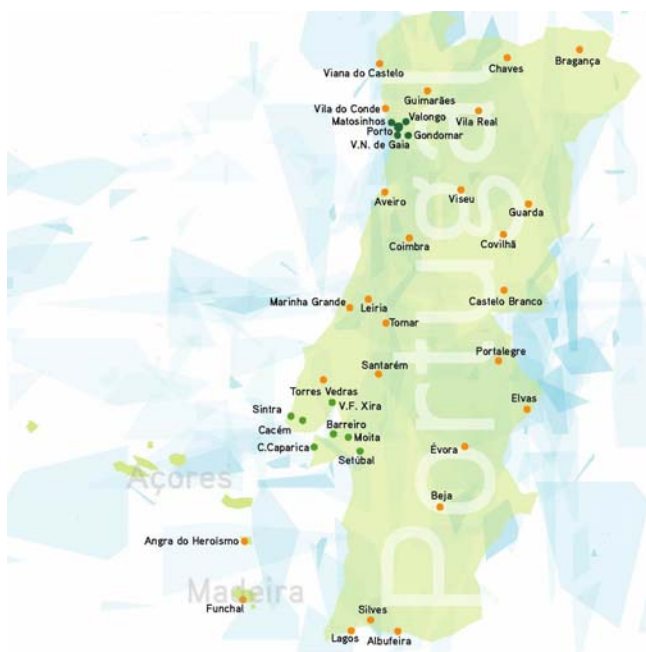 Bragança
Chaves
Viana do Castelo
Guimarães
Vila do Conde
Vila Real
Matosinhos
Valongo
Porto
Gondomar
V.N. de Gaia
Aveiro
Viseu
Guarda
Coimbra
Covilhã
Marinha Grande
Leiria
Castelo Branco
Tomar
Portalegre
Santarém
Torres Vedras
V.F. Xira
Elvas
Sintra
Cacém
Barreiro
Moita
C.Caparica
Setúbal
Évora
Açores
Beja
Angra do Heroísmo
Madeira
Funchal
Silves
Lagos
Albufeira
Portugal